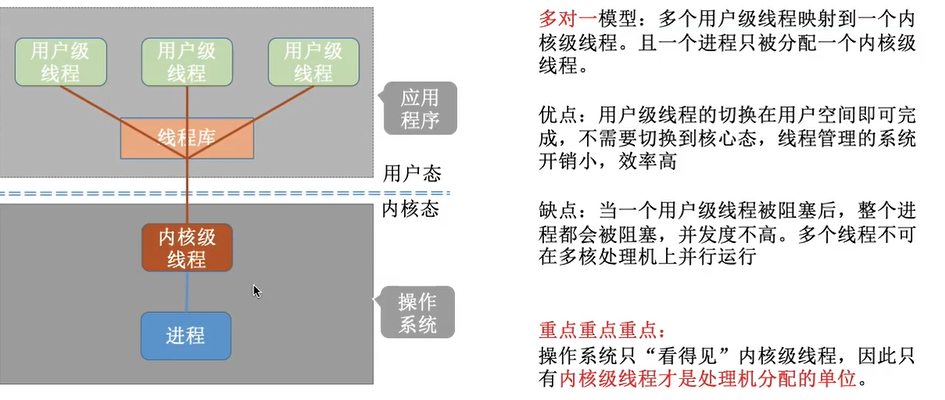 用户级
线程
用户级
线程
用户级
线程
线程库
应用
程序
用户态
内核态
内核级
线程
进程
操作
系统
多对一模型：多个用户级线程映射到一个内
核级线程。且一个进程只被分配一个内核级
线程。
优点：用户级线程的切换在用户空间即可完
成，不需要切换到核心态，线程管理的系统
开销小，效率高
缺点：当一个用户级线程被阻塞后，整个进
程都会被阻塞，并发度不高。多个线程不可
在多核处理机上并行运行
重点重点重点：
操作系统只“看得见”内核级线程，因此只
有内核级线程才是处理机分配的单位。